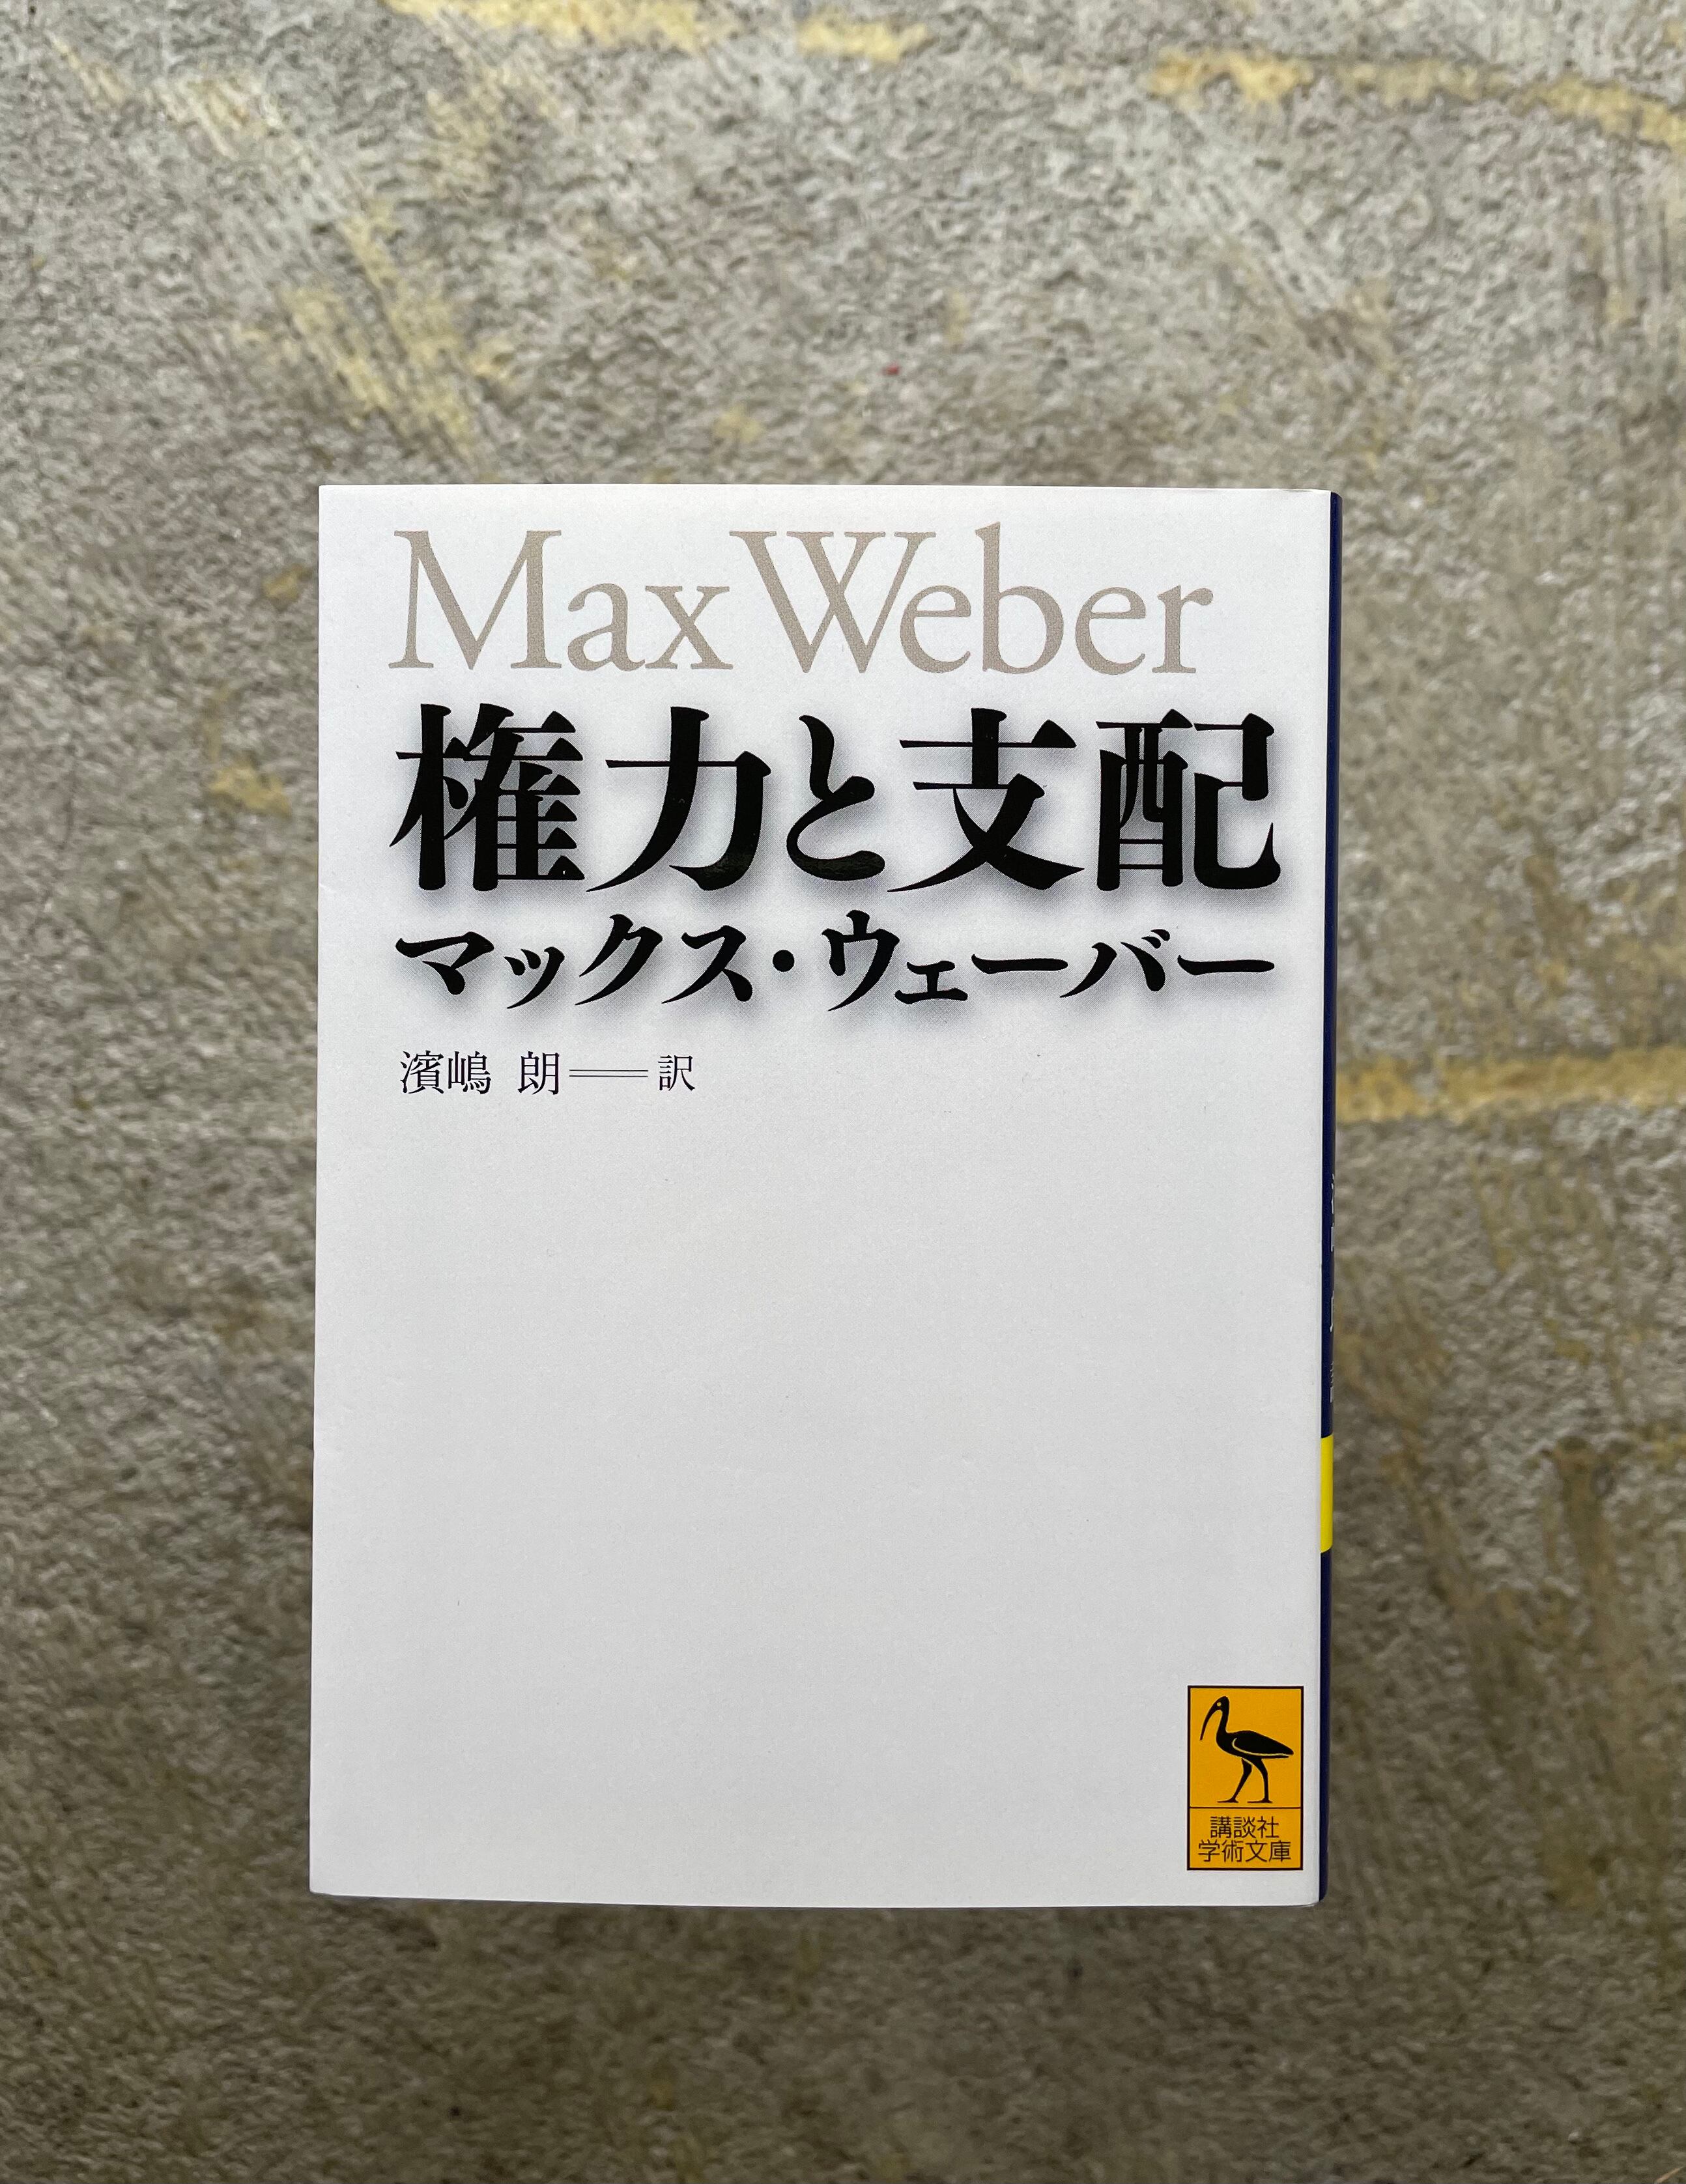 Max Weber
権力と支配
マックス・ウェーバー
濱嶋 朗══訳
講談社
学術文庫